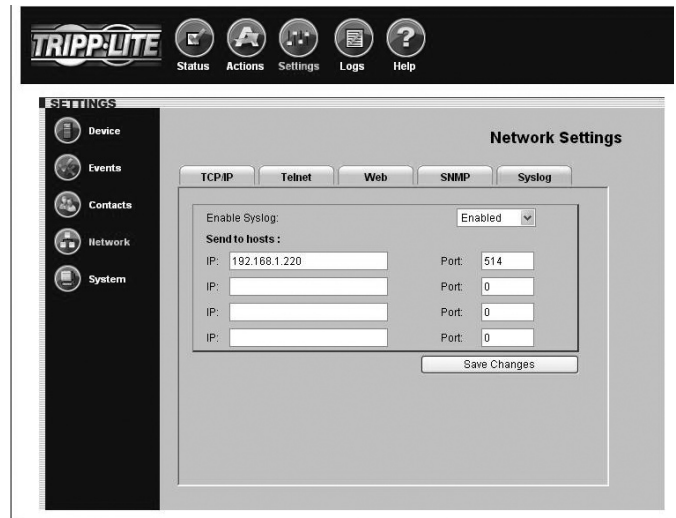 TRIPP·LITE
Status Actions Settings Logs Help
SETTINGS
Device
Events
Contacts
Network
System
Network Settings
TCP/IP Telnet Web SNMP Syslog
Enable Syslog: Enabled
Send to hosts :
IP: 192.168.1.220 Port: 514
IP: Port: 0
IP: Port: 0
IP: Port: 0
Save Changes